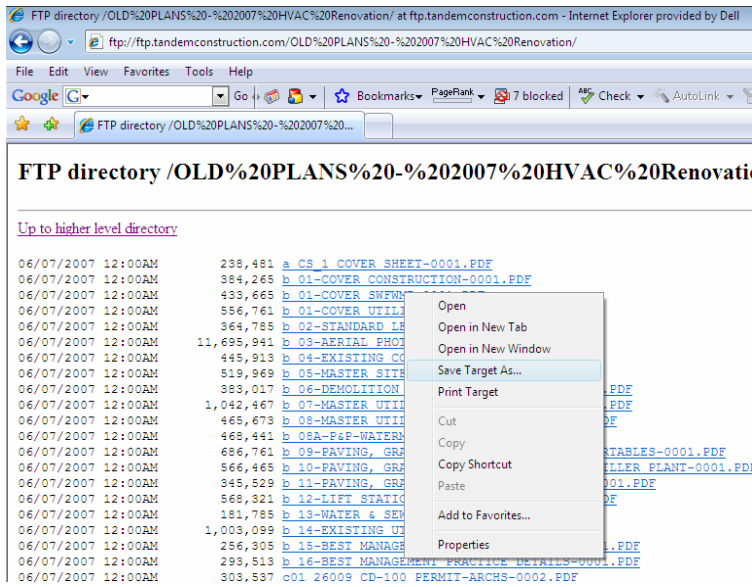 FTP directory /OLD%20PLANS%20-%202007%20HVAC%20Renovation/ at ftp.tandemconstruction.com - Internet Explorer provided by Dell
ftp://ftp.tandemconstruction.com/OLD%20PLANS%20-%202007%20HVAC%20Renovation/
File Edit View Favorites Tools Help
Google G Go Bookmarks PageRank 7 blocked ABC Check AutoLink
FTP directory /OLD%20PLANS%20-%202007%20...
FTP directory /OLD%20PLANS%20-%202007%20HVAC%20Renovati
Up to higher level directory
06/07/2007 12:00AM 238,481 a CS_1 COVER SHEET-0001.PDF
06/07/2007 12:00AM 384,265 b 01-COVER CONSTRUCTION-0001.PDF
06/07/2007 12:00AM 433,665 b 01-COVER SWFWM
06/07/2007 12:00AM 556,761 b 01-COVER UTILI
06/07/2007 12:00AM 364,785 b 02-STANDARD LE
06/07/2007 12:00AM 11,695,941 b 03-AERIAL PHOT
06/07/2007 12:00AM 445,913 b 04-EXISTING CO
06/07/2007 12:00AM 519,969 b 05-MASTER SITE
06/07/2007 12:00AM 383,017 b 06-DEMOLITION .PDF
06/07/2007 12:00AM 1,042,467 b 07-MASTER UTII .PDF
06/07/2007 12:00AM 465,673 b 08-MASTER UTII DF
06/07/2007 12:00AM 468,441 b 08A-P&P-WATERM
06/07/2007 12:00AM 686,761 b 09-PAVING, GRA RTABLES-0001.PDF
06/07/2007 12:00AM 566,465 b 10-PAVING, GRA ILLER PLANT-0001.PD
06/07/2007 12:00AM 345,529 b 11-PAVING, GRA 001.PDF
06/07/2007 12:00AM 568,321 b 12-LIFT STATIO DF
06/07/2007 12:00AM 181,785 b 13-WATER & SEW
06/07/2007 12:00AM 1,003,099 b 14-EXISTING UT
06/07/2007 12:00AM 256,305 b 15-BEST MANAGE 1.PDF
06/07/2007 12:00AM 293,513 b 16-BEST MANAGEMENT PRACTICE DETAILS-0001.PDF
06/07/2007 12:00AM 303,537 c01 26009 CD-100 PERMIT-ARCHS-0002.PDF
Open
Open in New Tab
Open in New Window
Save Target As...
Print Target
Cut
Copy
Copy Shortcut
Paste
Add to Favorites...
Properties